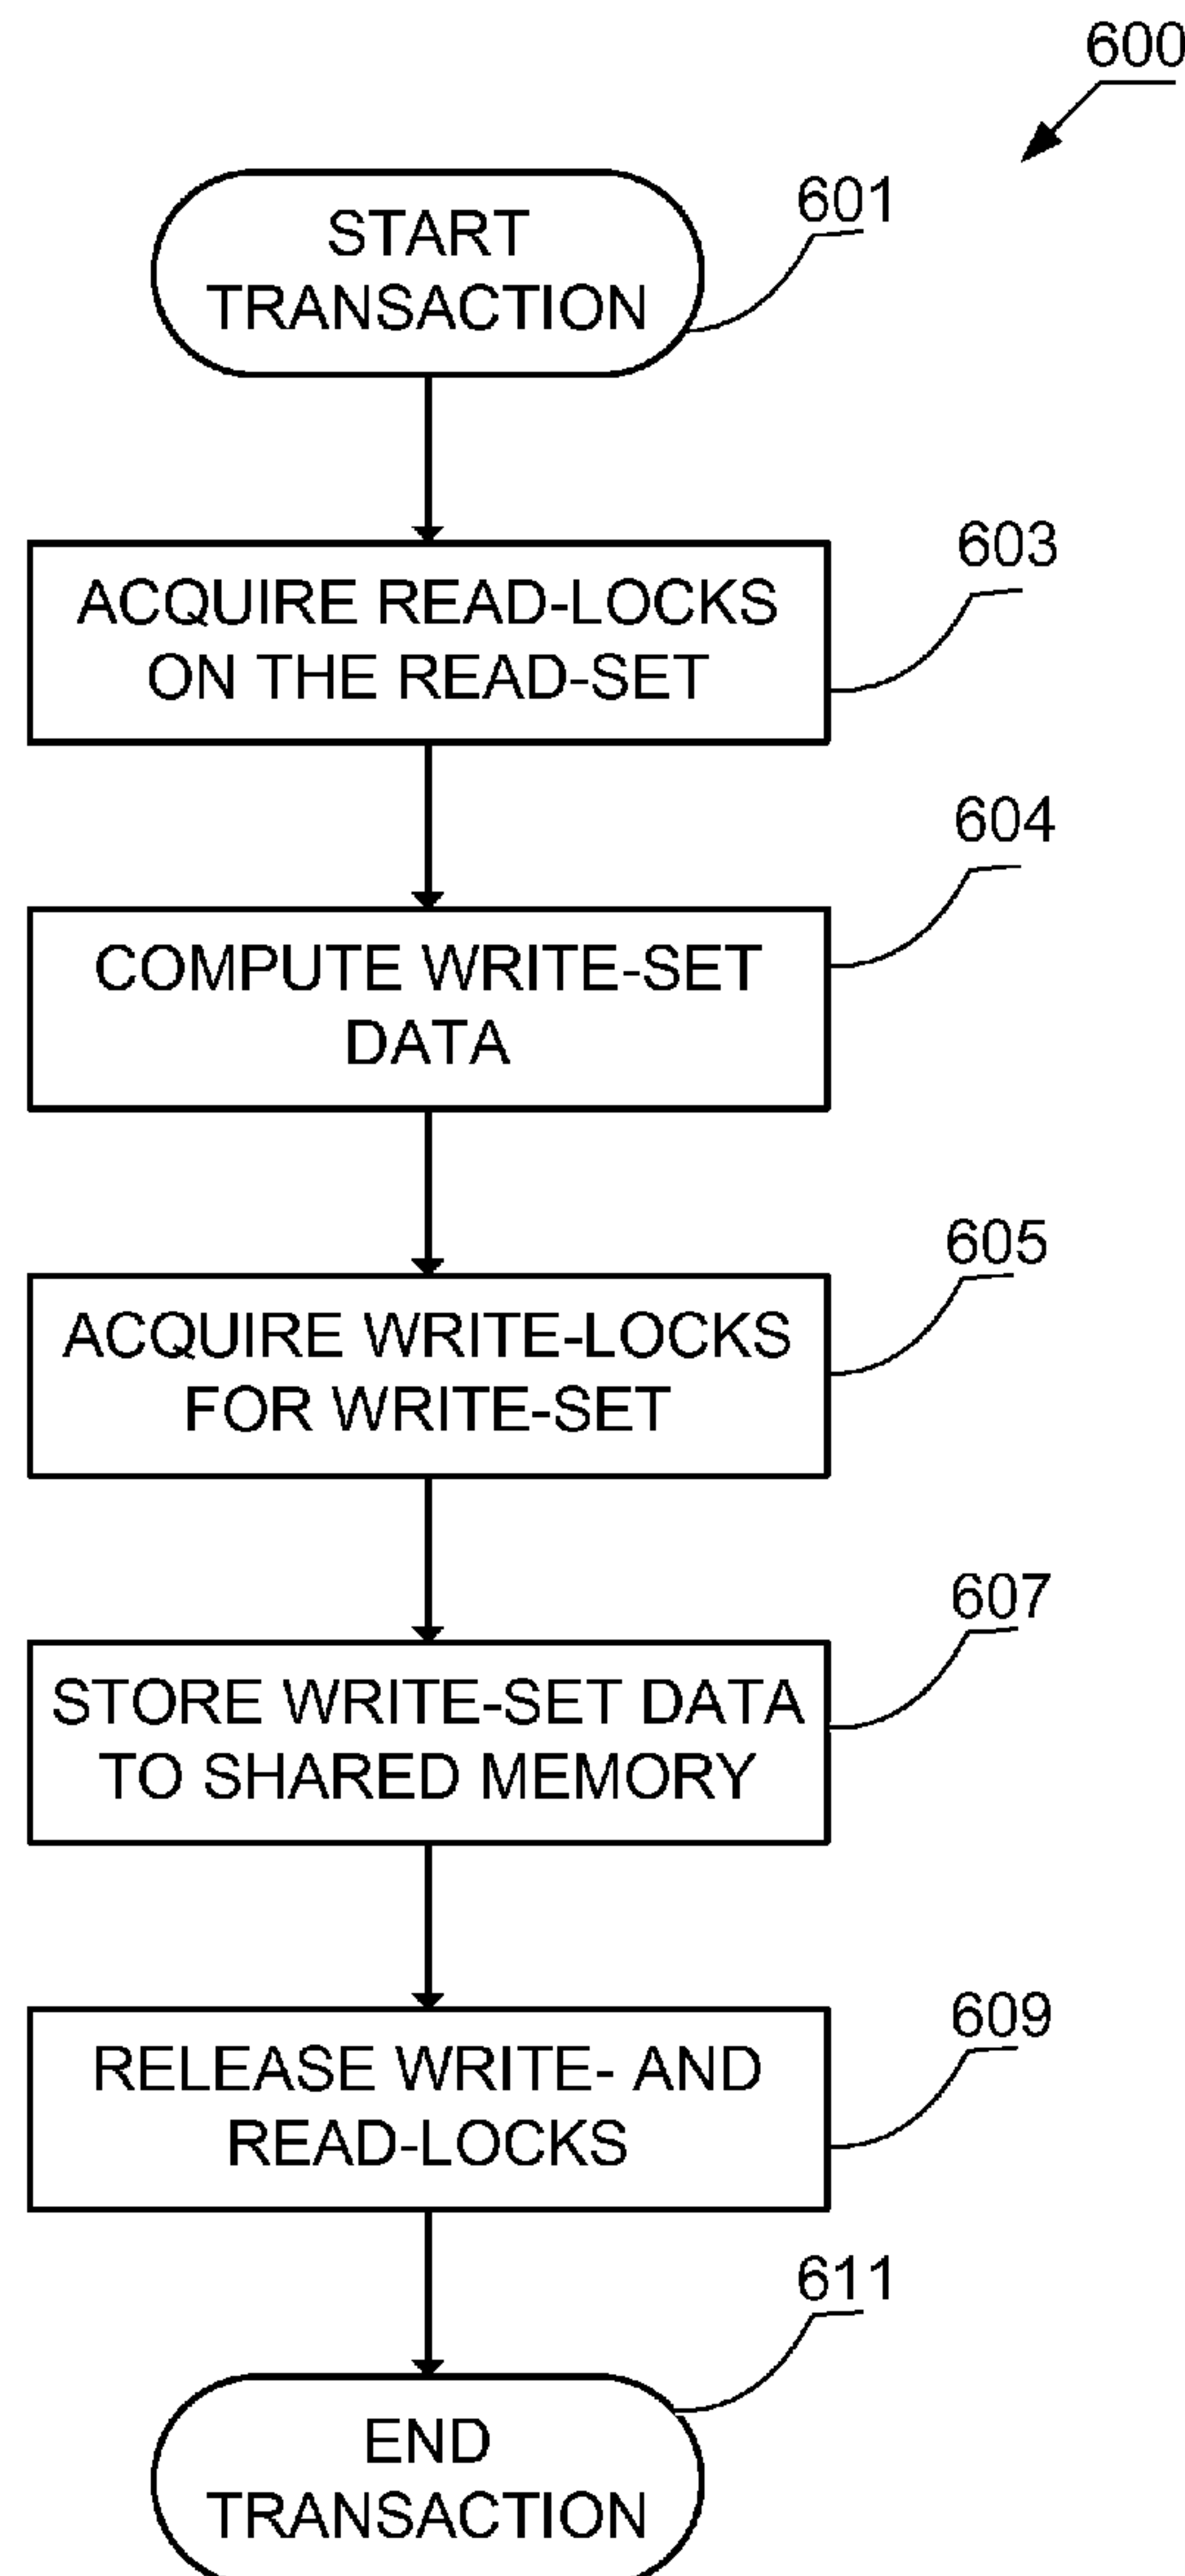 600
START
TRANSACTION
601
ACQUIRE READ-LOCKS
ON THE READ-SET
603
COMPUTE WRITE-SET
DATA
604
ACQUIRE WRITE-LOCKS
FOR WRITE-SET
605
STORE WRITE-SET DATA
TO SHARED MEMORY
607
RELEASE WRITE- AND
READ-LOCKS
609
END
TRANSACTION
611